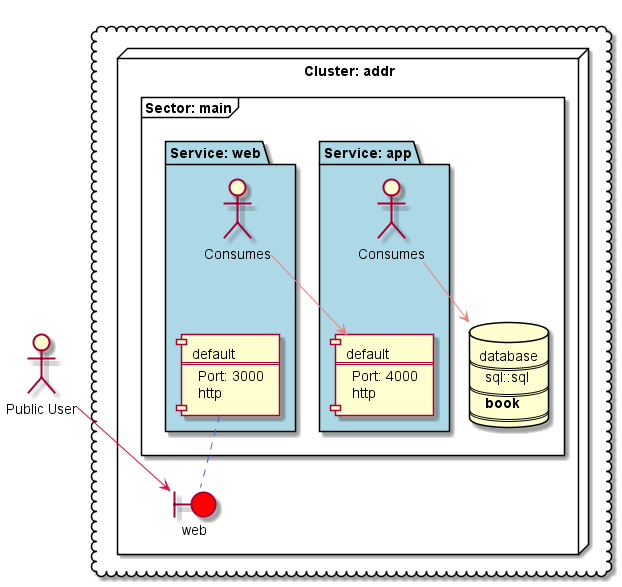 Cluster: addr
Sector: main
Service: web
Service: app
Consumes
Consumes
default
Port: 3000
http
default
Port: 4000
http
database
sql::sql
book
Public User
web